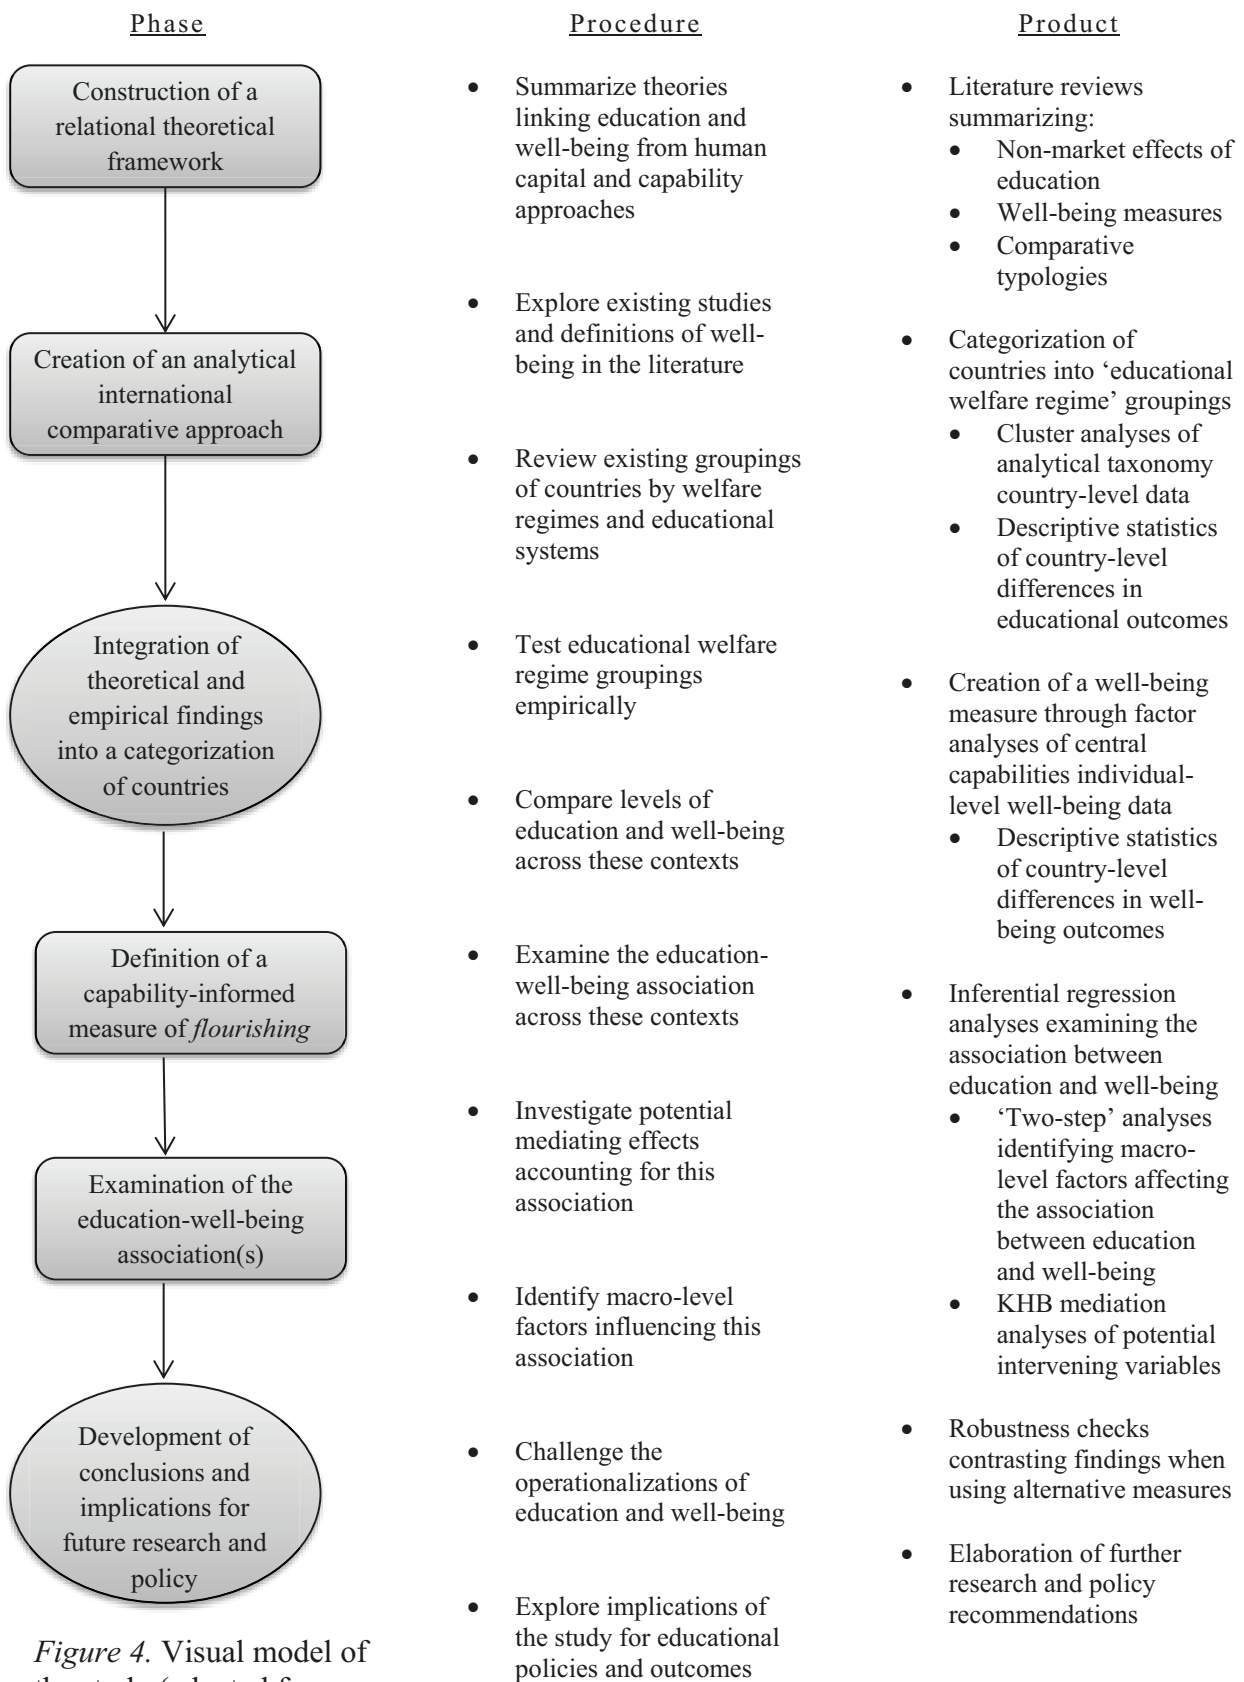 Phase
Construction of a
relational theoretical
framework
Creation of an analytical
international
comparative approach
Integration of
theoretical and
empirical findings
into a categorization
of countries
Definition of a
capability-informed
measure of flourishing
Examination of the
education-well-being
association(s)
Development of
conclusions and
implications for
future research and
policy
Figure 4. Visual model of
Procedure
• Summarize theories
linking education and
well-being from human
capital and capability
approaches
• Explore existing studies
and definitions of well-
being in the literature
• Review existing groupings
of countries by welfare
regimes and educational
systems
• Test educational welfare
regime groupings
empirically
• Compare levels of
education and well-being
across these contexts
• Examine the education-
well-being association
across these contexts
• Investigate potential
mediating effects
accounting for this
association
• Identify macro-level
factors influencing this
association
• Challenge the
operationalizations of
education and well-being
• Explore implications of
the study for educational
policies and outcomes
Product
• Literature reviews
summarizing:
• Non-market effects of
education
• Well-being measures
• Comparative
typologies
• Categorization of
countries into ‘educational
welfare regime’ groupings
• Cluster analyses of
analytical taxonomy
country-level data
• Descriptive statistics
of country-level
differences in
educational outcomes
• Creation of a well-being
measure through factor
analyses of central
capabilities individual-
level well-being data
• Descriptive statistics
of country-level
differences in well-
being outcomes
• Inferential regression
analyses examining the
association between
education and well-being
• ‘Two-step’ analyses
identifying macro-
level factors affecting
the association
between education
and well-being
• KHB mediation
analyses of potential
intervening variables
• Robustness checks
contrasting findings when
using alternative measures
• Elaboration of further
research and policy
recommendations